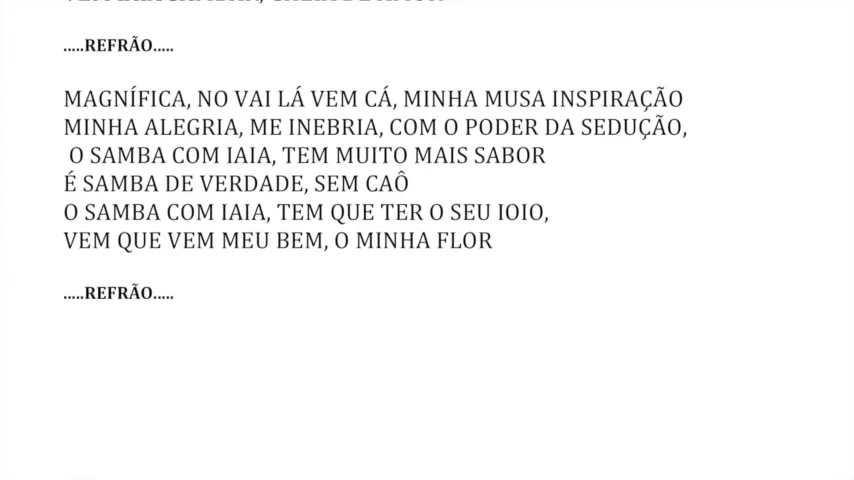 .....REFRÃO.....
MAGNÍFICA, NO VAI LÁ VEM CÁ, MINHA MUSA INSPIRAÇÃO
MINHA ALEGRIA, ME INEBRIA, COM O PODER DA SEDUÇÃO,
O SAMBA COM IAIA, TEM MUITO MAIS SABOR
É SAMBA DE VERDADE, SEM CAÔ
O SAMBA COM IAIA, TEM QUE TER O SEU IOIO,
VEM QUE VEM MEU BEM, O MINHA FLOR
.....REFRÃO.....